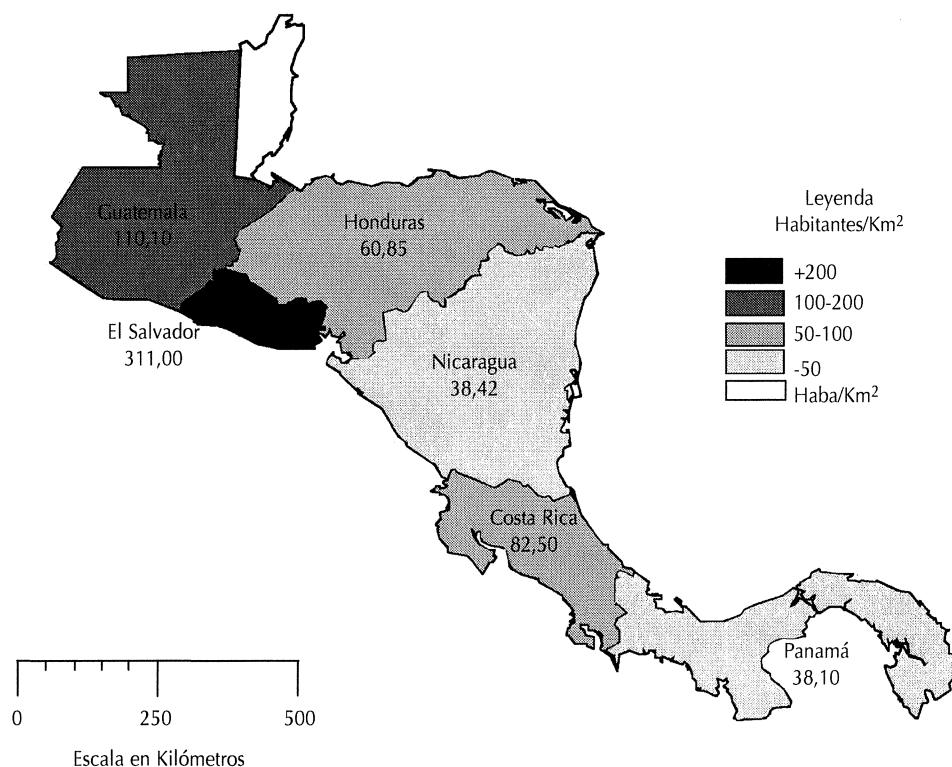 Guatemala
110,10
Honduras
60,85
El Salvador
311,00
Nicaragua
38,42
Costa Rica
82,50
Panamá
38,10
Leyenda
Habitantes/Km²
+200
100-200
50-100
-50
Haba/Km²
0 250 500
Escala en Kilómetros